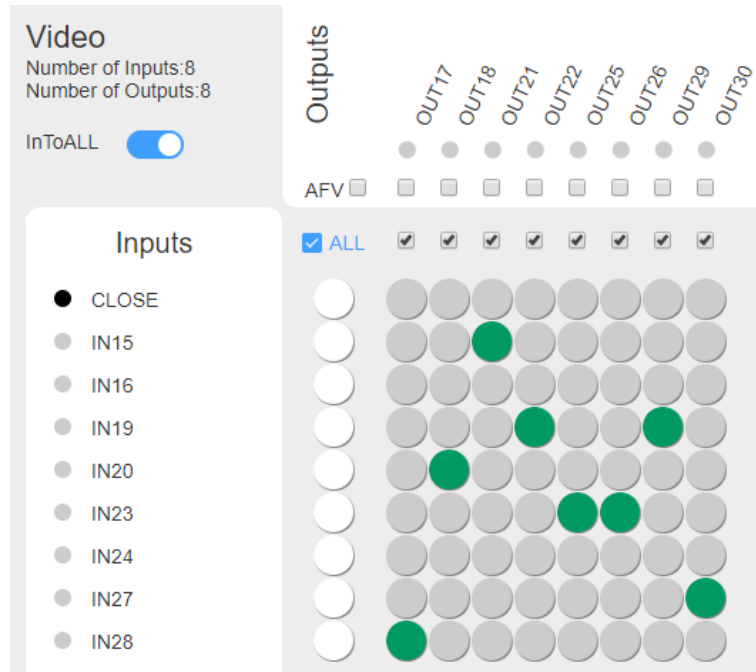 Video
Number of Inputs:8
Number of Outputs:8
InToALL
Outputs
OUT17
OUT18
OUT21
OUT22
OUT25
OUT26
OUT29
OUT30
AFV
Inputs
ALL
CLOSE
IN15
IN16
IN19
IN20
IN23
IN24
IN27
IN28